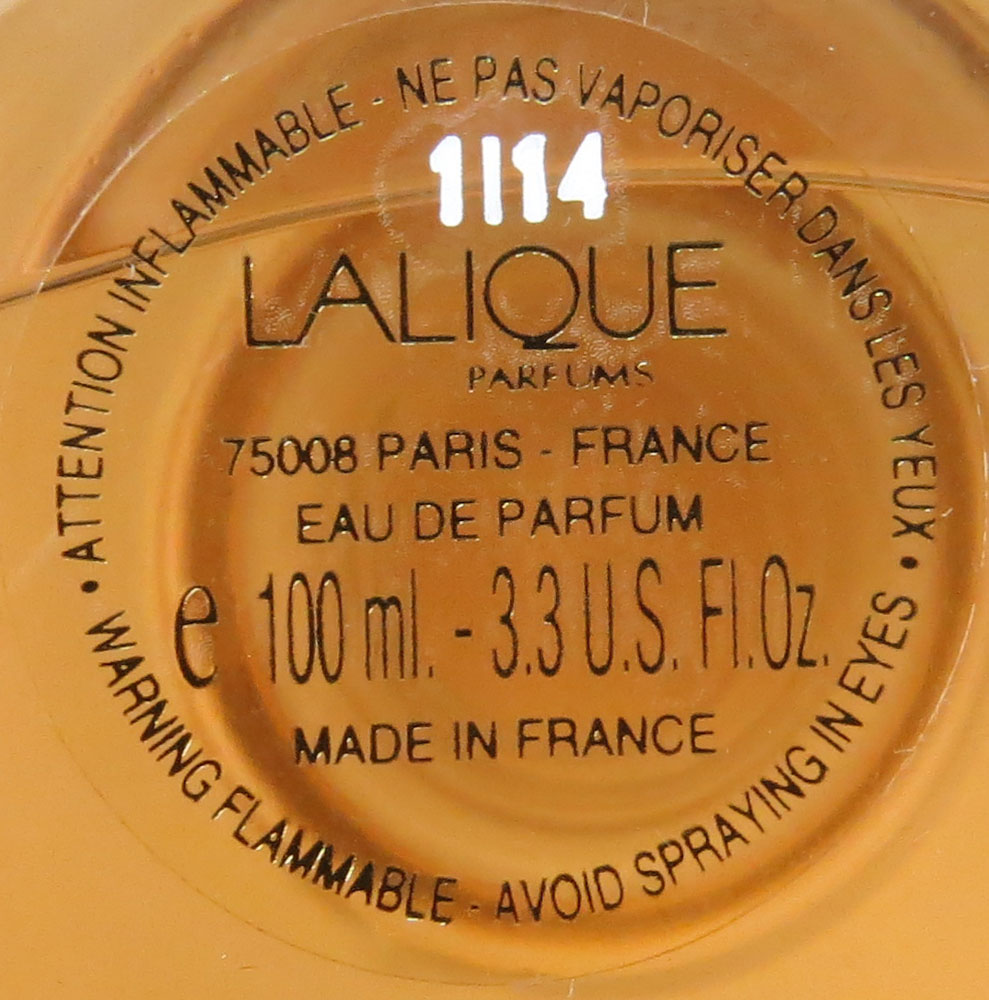 • ATTENTION INFLAMMABLE - NE PAS VAPORISER DANS LES YEUX •
1114
LALIQUE
PARFUMS
75008 PARIS - FRANCE
EAU DE PARFUM
e 100 ml. - 3.3 U.S. Fl.Oz.
MADE IN FRANCE
WARNING FLAMMABLE - AVOID SPRAYING IN EYES